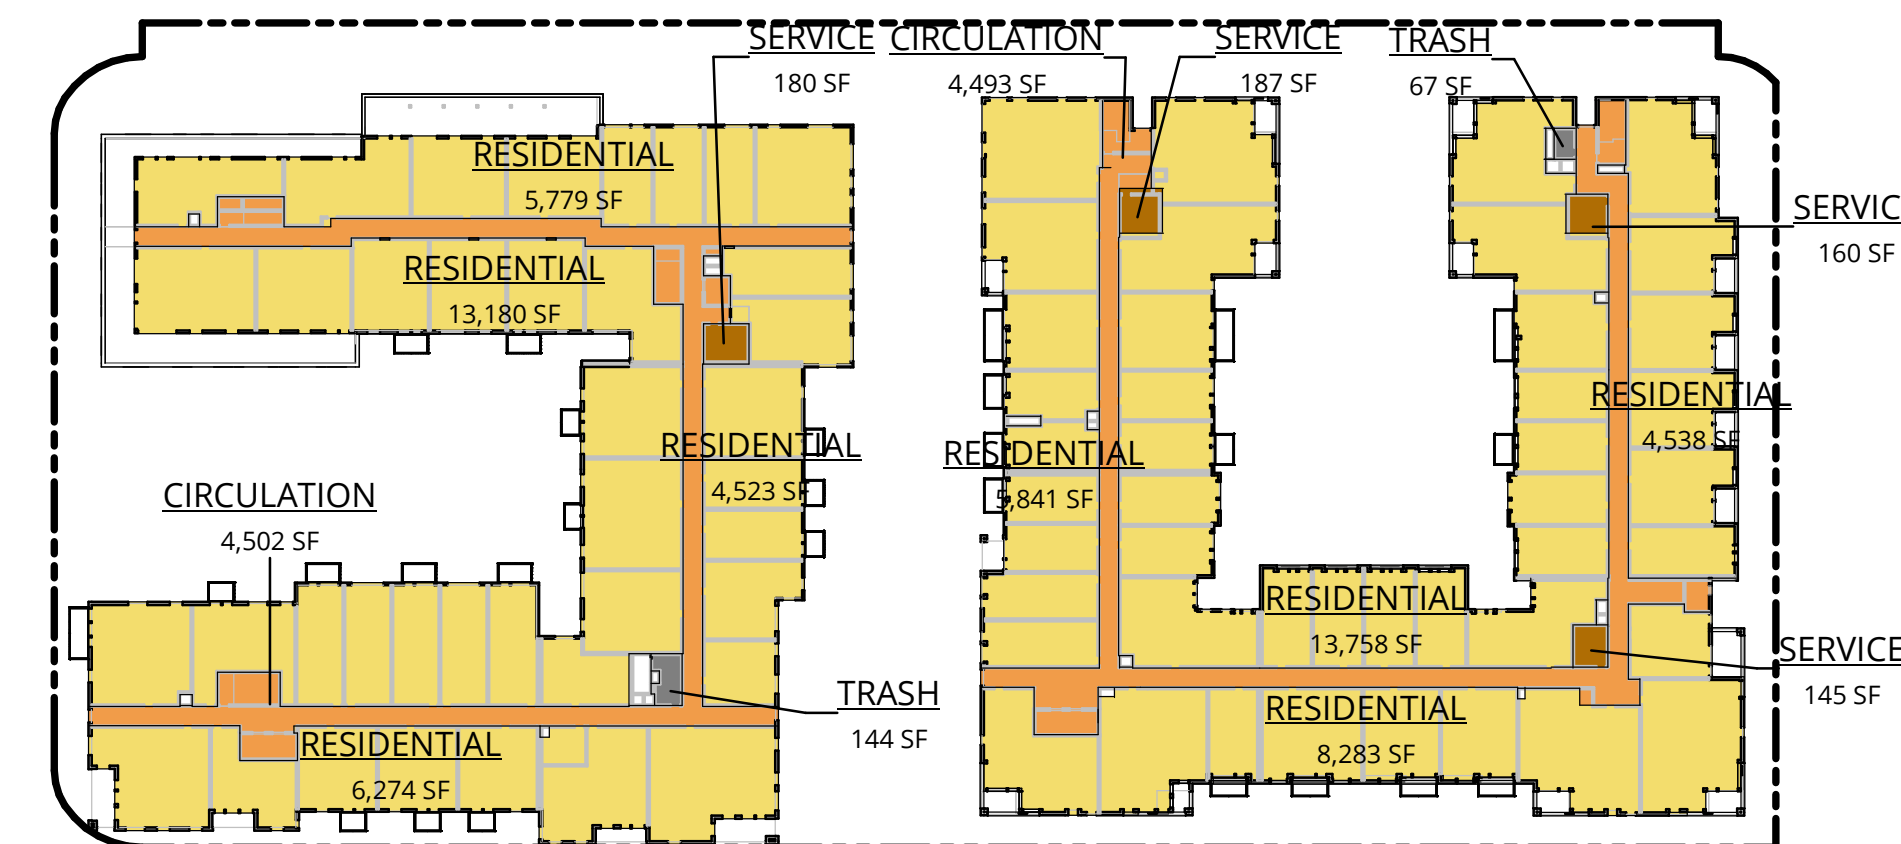 SERVICE
180 SF
CIRCULATION
4,493 SF
SERVICE
187 SF
TRASH
67 SF
RESIDENTIAL
5,779 SF
SERVIC
160 SF
RESIDENTIAL
13,180 SF
RESIDENTIAL
4,538 SF
RESIDENTIAL
4,523 SF
RESIDENTIAL
5,841 SF
CIRCULATION
4,502 SF
RESIDENTIAL
13,758 SF
SERVICE
145 SF
TRASH
144 SF
RESIDENTIAL
8,283 SF
RESIDENTIAL
6,274 SF